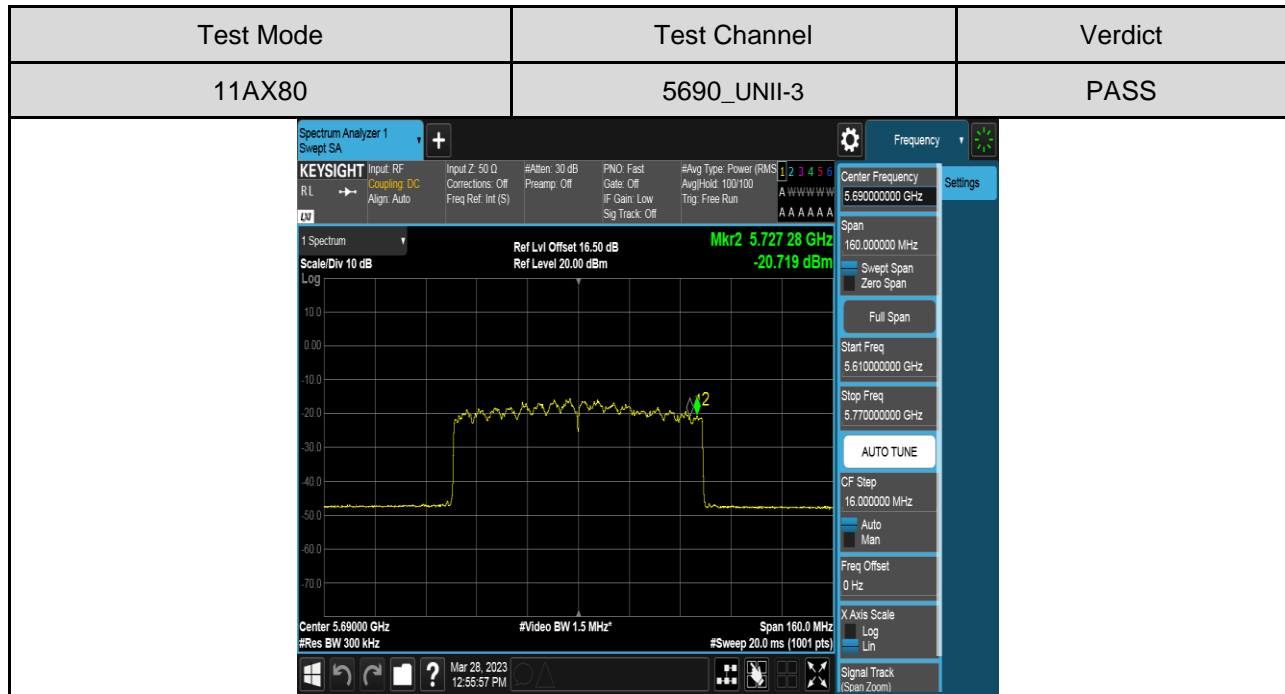 Test Mode Test Channel Verdict
11AX80 5690_UNII-3 PASS
Spectrum Analyzer 1
Swept SA
+
Frequency
KEYSIGHT Input: RF Input Z: 50 Ω #Atten: 30 dB PNO: Fast #Avg Type: Power (RMS 1 2 3 4 5 6
RL Coupling: DC Corrections: Off Preamp: Off Gate: Off Avg|Hold: 100/100 A W W W W W
Align: Auto Freq Ref: Int (S) IF Gain: Low Trig: Free Run
LXI Sig Track: Off A A A A A A
1 Spectrum Ref Lvl Offset 16.50 dB Mkr2 5.727 28 GHz
Scale/Div 10 dB Ref Level 20.00 dBm -20.719 dBm
Log
10.0
0.00
-10.0
-20.0
-30.0
-40.0
-50.0
-60.0
-70.0
2
Center 5.69000 GHz #Video BW 1.5 MHz* Span 160.0 MHz
#Res BW 300 kHz #Sweep 20.0 ms (1001 pts)
Mar 28, 2023
12:55:57 PM
?
Center Frequency
5.690000000 GHz
Settings
Span
160.000000 MHz
Swept Span
Zero Span
Full Span
Start Freq
5.610000000 GHz
Stop Freq
5.770000000 GHz
AUTO TUNE
CF Step
16.000000 MHz
Auto
Man
Freq Offset
0 Hz
X Axis Scale
Log
Lin
Signal Track
(Span Zoom)